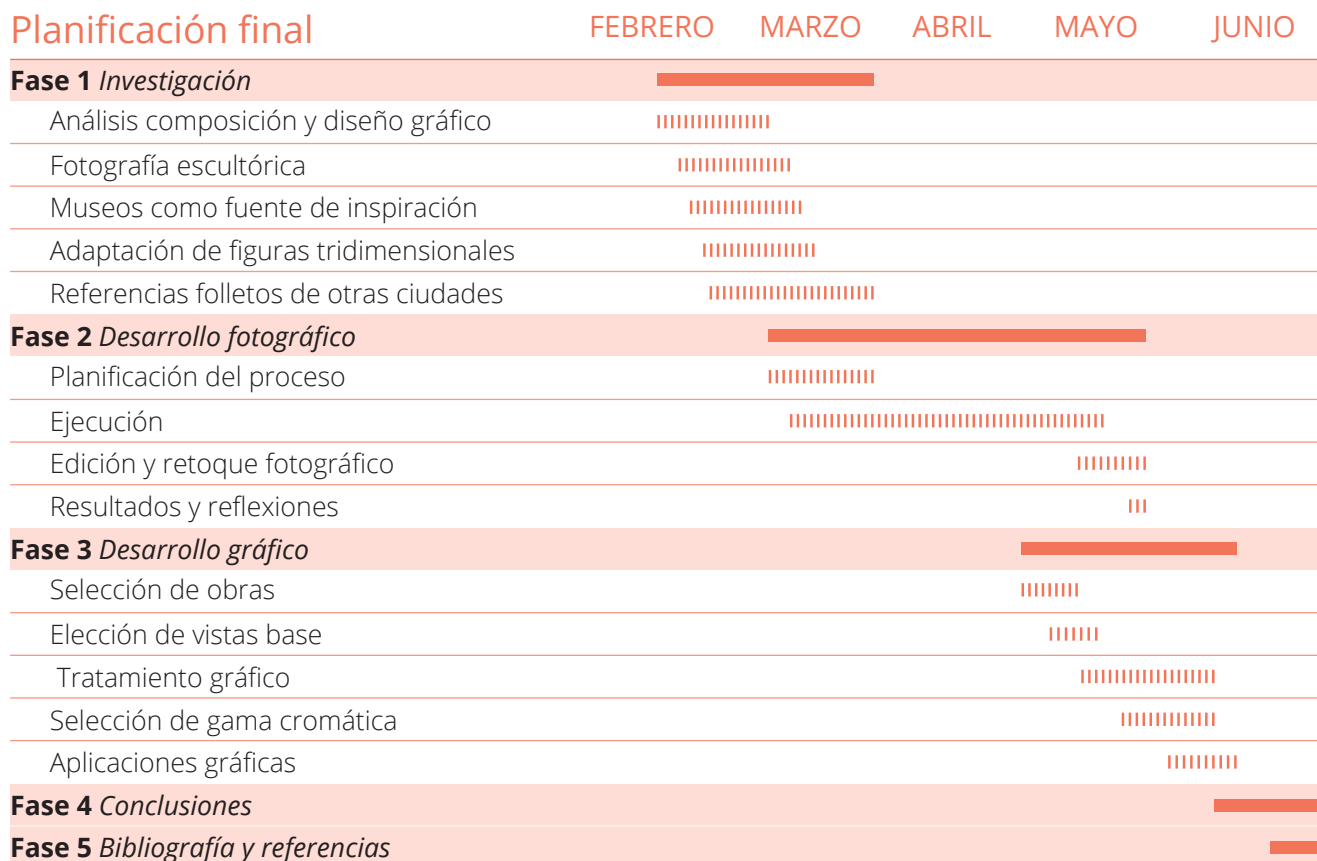 Planificación final FEBRERO MARZO ABRIL MAYO JUNIO
Fase 1 Investigación
Análisis composición y diseño gráfico
Fotografía escultórica
Museos como fuente de inspiración
Adaptación de figuras tridimensionales
Referencias folletos de otras ciudades
Fase 2 Desarrollo fotográfico
Planificación del proceso
Ejecución
Edición y retoque fotográfico
Resultados y reflexiones
Fase 3 Desarrollo gráfico
Selección de obras
Elección de vistas base
Tratamiento gráfico
Selección de gama cromática
Aplicaciones gráficas
Fase 4 Conclusiones
Fase 5 Bibliografía y referencias